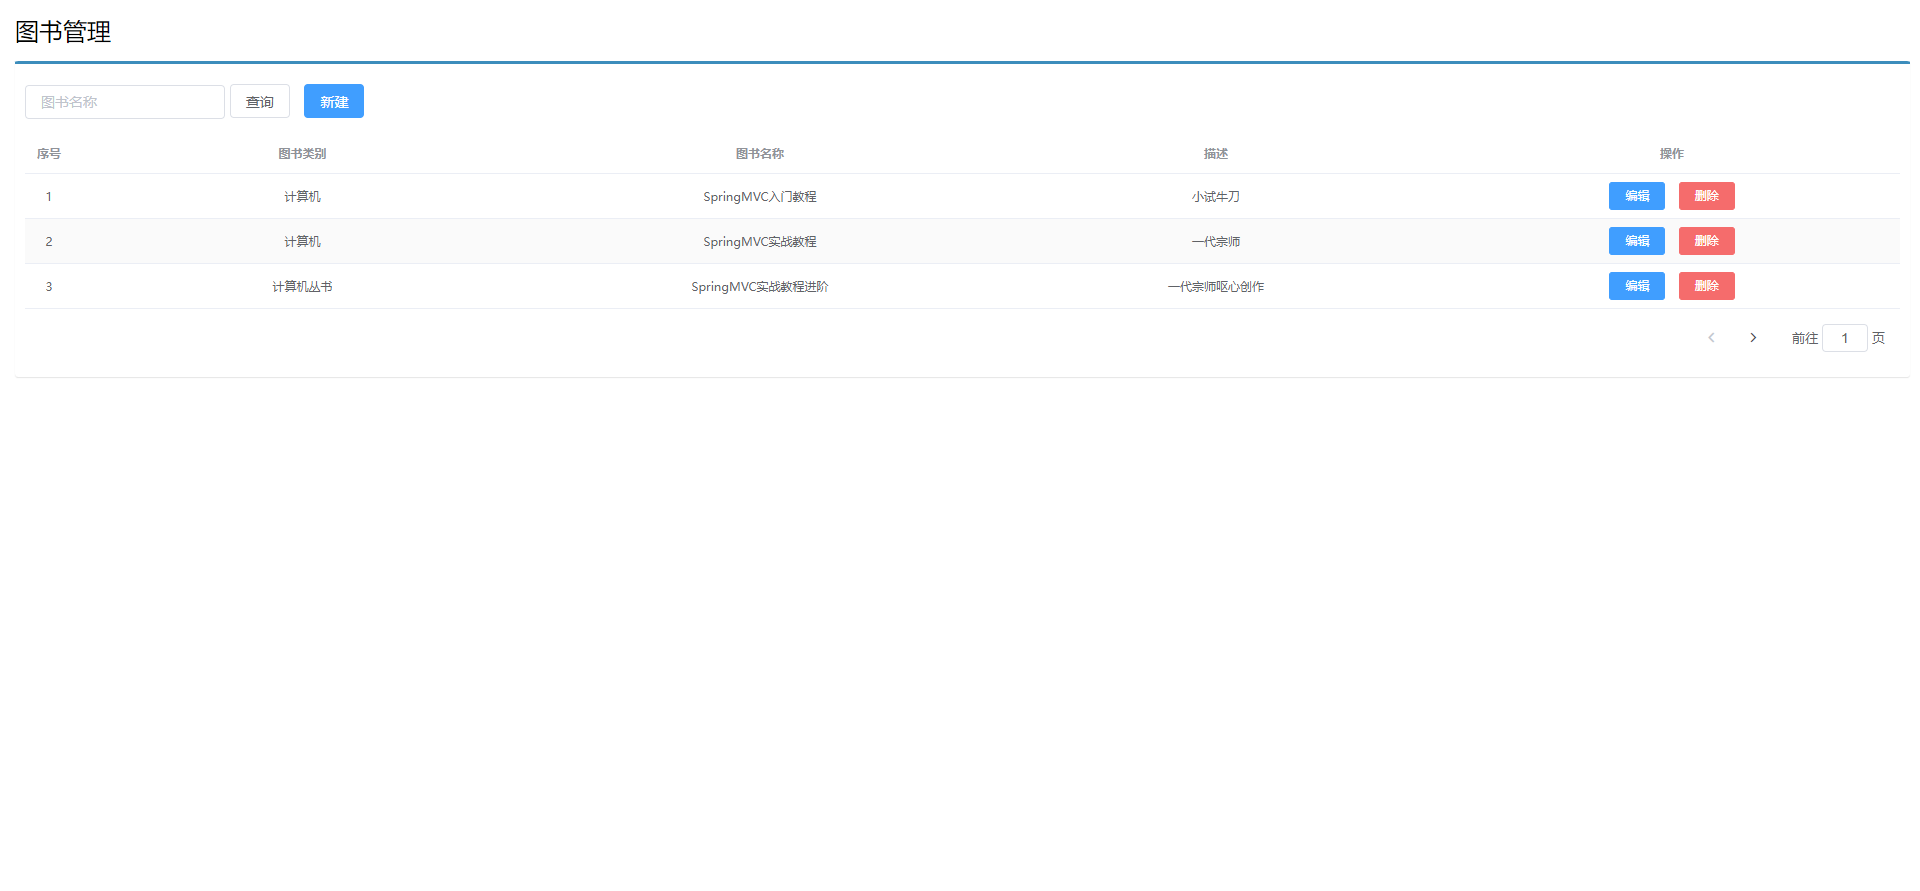 图书管理
图书名称 查询 新建
序号 图书类别 图书名称 描述 操作
1 计算机 SpringMVC入门教程 小试牛刀 编辑 删除
2 计算机 SpringMVC实战教程 一代宗师 编辑 删除
3 计算机丛书 SpringMVC实战教程进阶 一代宗师呕心创作 编辑 删除
前往 1 页